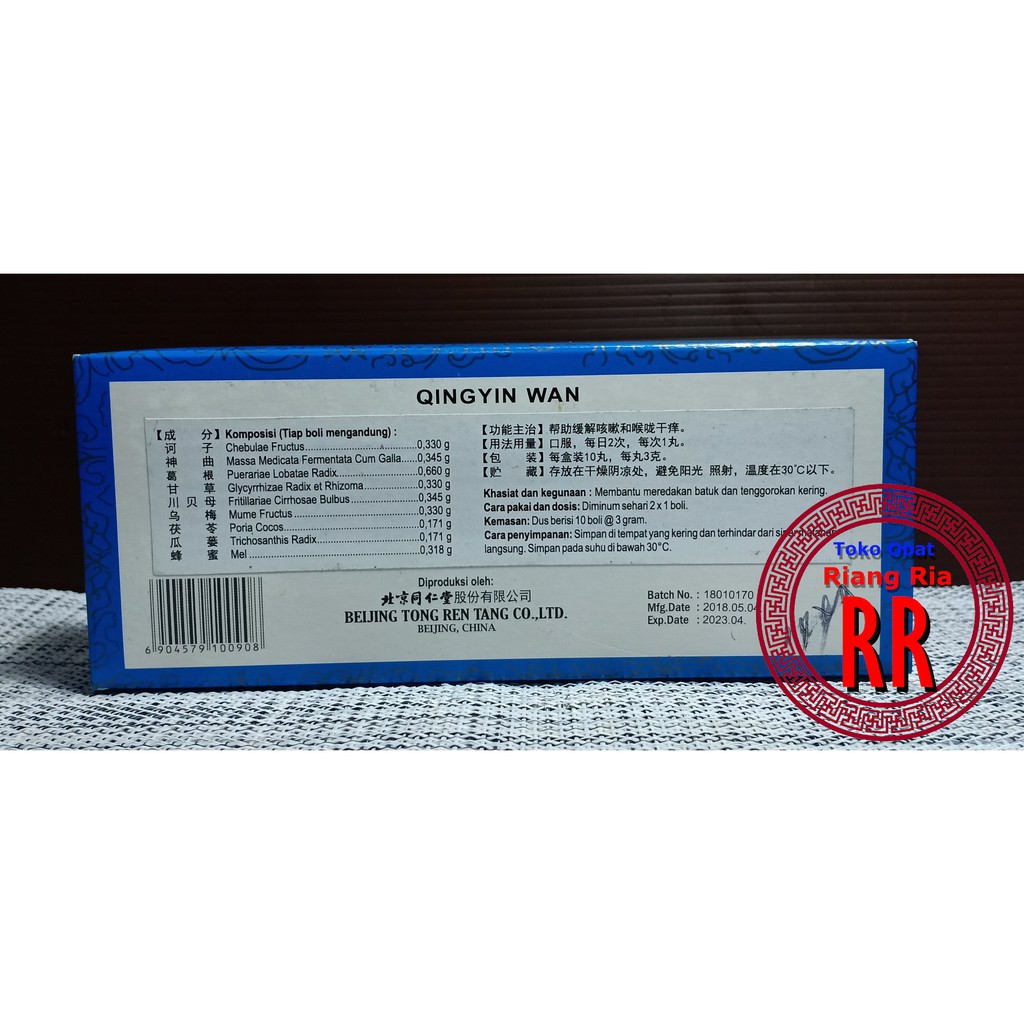 QINGYIN WAN
【成 分】 Komposisi (Tiap boli mengandung) :
诃 子 Chebulae Fructus..............................0,330 g
神 曲 Massa Medicata Fermentata Cum Galla...0,345 g
葛 根 Puerariae Lobatae Radix...................0,660 g
甘 草 Glycyrrhizae Radix et Rhizoma............0,330 g
川 贝 母 Fritillariae Cirrhosae Bulbus...............0,345 g
乌 梅 Mume Fructus..................................0,330 g
茯 苓 Poria Cocos......................................0,171 g
瓜 蒌 Trichosanthis Radix...........................0,171 g
蜂 蜜 Mel...................................................0,318 g
【功能主治】帮助缓解咳嗽和喉咙干痒.
【用法用量】口服，每日2次，每次1丸.
【包 装】每盒装10丸，每丸3克.
【贮 藏】存放在干燥阴凉处，避免阳光 照射，温度在30℃以下.
Khasiat dan kegunaan : Membantu meredakan batuk dan tenggorokan kering.
Cara pakai dan dosis: Diminum sehari 2 x 1 boli.
Kemasan: Dus berisi 10 boli @ 3 gram.
Cara penyimpanan: Simpan di tempat yang kering dan terhindar dari
langsung. Simpan pada suhu di bawah 30°C.
6 904579 100908
Diproduksi oleh:
北京同仁堂股份有限公司
BEIJING TONG REN TANG CO.,LTD.
BEIJING, CHINA
Batch No. : 18010170
Mfg.Date : 2018.05.04
Exp.Date : 2023.04.
Toko Obat
Riang Ria
RR